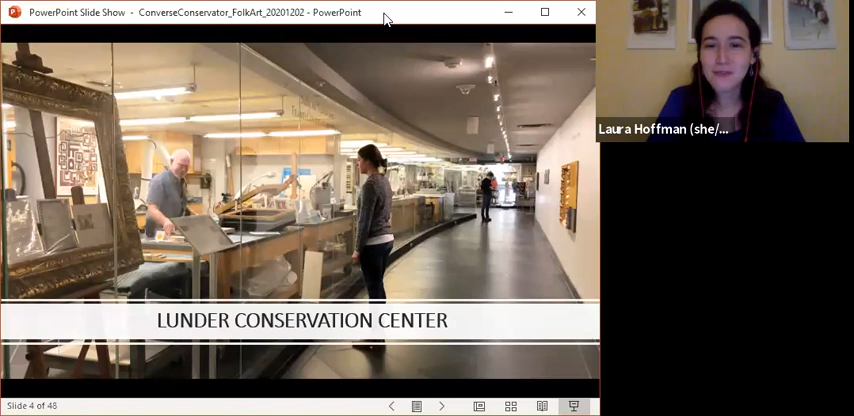 PowerPoint Slide Show - ConverseConservator_FolkArt_20201202 - PowerPoint
Laura Hoffman (she/...
LUNDER CONSERVATION CENTER
Slide 4 of 48